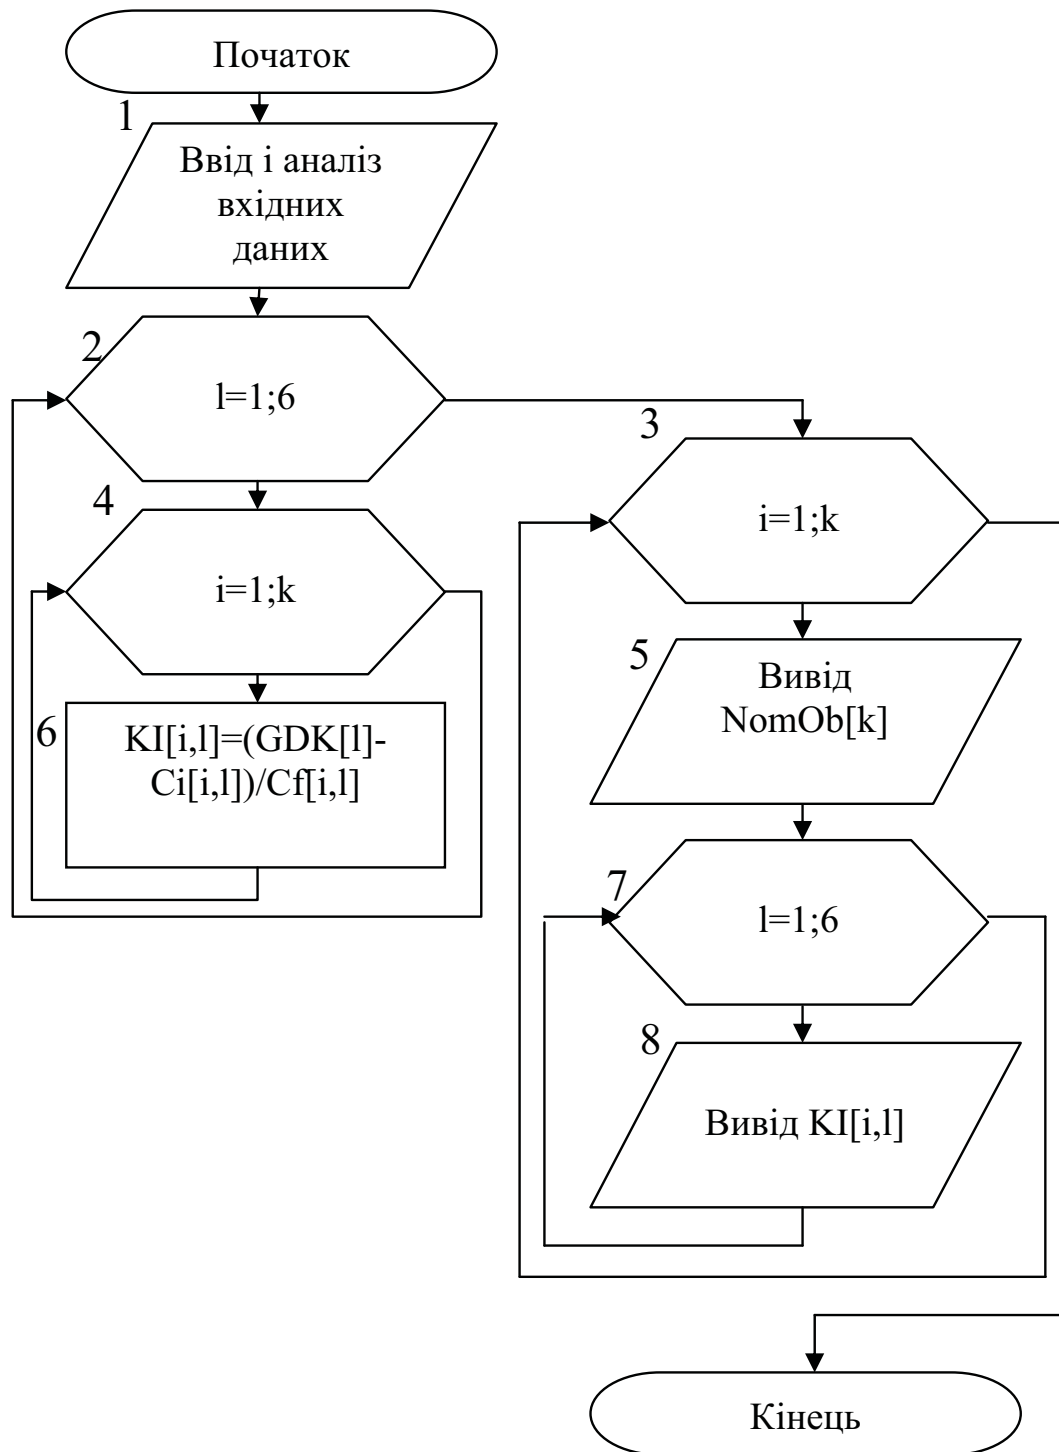 Початок
1
Ввід і аналіз
вхідних
даних
2
l=1;6
3
i=1;k
4
i=1;k
5
Вивід
NomOb[k]
6
KI[i,l]=(GDK[l]-
Ci[i,l])/Cf[i,l]
7
l=1;6
8
Вивід KI[i,l]
Кінець